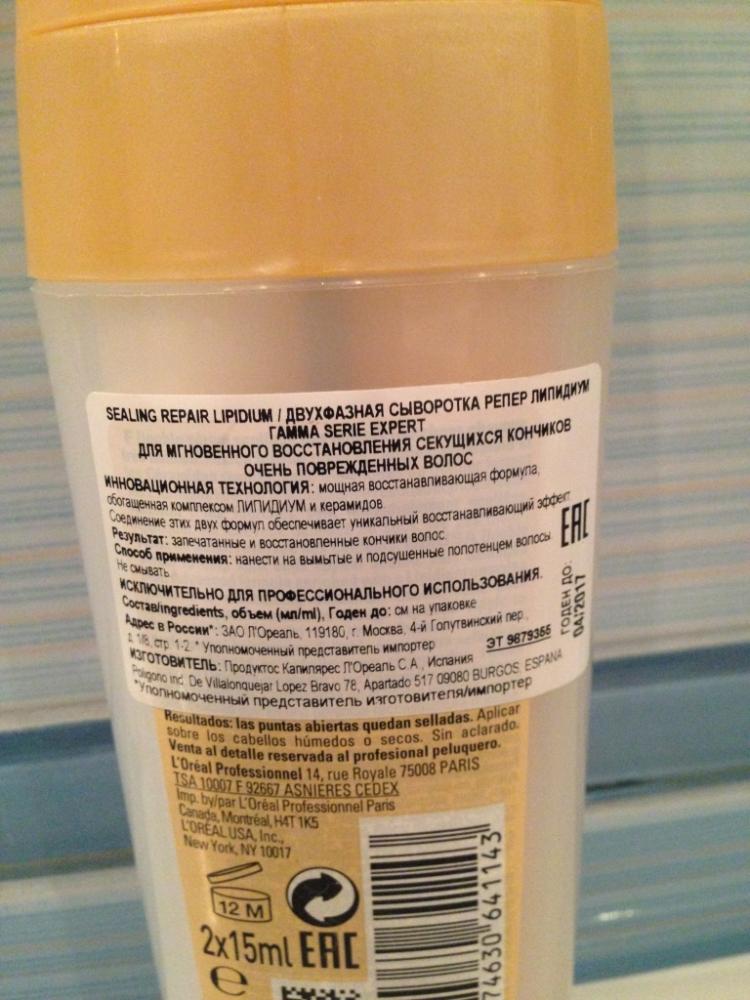 SEALING REPAIR LIPIDIUM / ДВУХФАЗНАЯ СЫВОРОТКА РЕПЕР ЛИПИДИУМ
ГАММА SERIE EXPERT
ДЛЯ МГНОВЕННОГО ВОССТАНОВЛЕНИЯ СЕКУЩИХСЯ КОНЧИКОВ
ОЧЕНЬ ПОВРЕЖДЕННЫХ ВОЛОС
ИННОВАЦИОННАЯ ТЕХНОЛОГИЯ: мощная восстанавливающая формула,
обогащенная комплексом ЛИПИДИУМ и керамидов.
Соединение этих двух формул обеспечивает уникальный восстанавливающий эффект
Результат: запечатанные и восстановленные кончики волос.
Способ применения: нанести на вымытые и подсушенные полотенцем волосы.
Не смывать.
ИСКЛЮЧИТЕЛЬНО ДЛЯ ПРОФЕССИОНАЛЬНОГО ИСПОЛЬЗОВАНИЯ.
Состав/ingredients, объем (мл/ml), Годен до: см на упаковке
Адрес в России*: ЗАО Л'Ореаль, 119180, г. Москва, 4-й Голутвинский пер.,
д. 1/8, стр. 1-2. * Уполномоченный представитель импортер
ЭТ 9879355
ИЗГОТОВИТЕЛЬ: Продуктос Капилярес Л'Ореаль С.А., Испания
Poligono ind. De Villalonquejar Lopez Bravo 78, Apartado 517 09080 BURGOS, ESPANA
*Уполномоченный представитель изготовителя/импортер
EAC
ГОДЕН ДО:
04/2017
Resultados: las puntas abiertas quedan selladas. Aplicar
sobre los cabellos húmedos o secos. Sin aclarado.
Venta al detalle reservada al profesional peluquero.
L'Oréal Professionnel 14, rue Royale 75008 PARIS
TSA 10007 F 92667 ASNIERES CEDEX
Imp. by/par L'Oréal Professionnel Paris
Canada, Montréal, H4T 1K5
L'ORÉAL USA, Inc.,
New York, NY 10017
12 M
2x15ml EAC
e
74630 641143